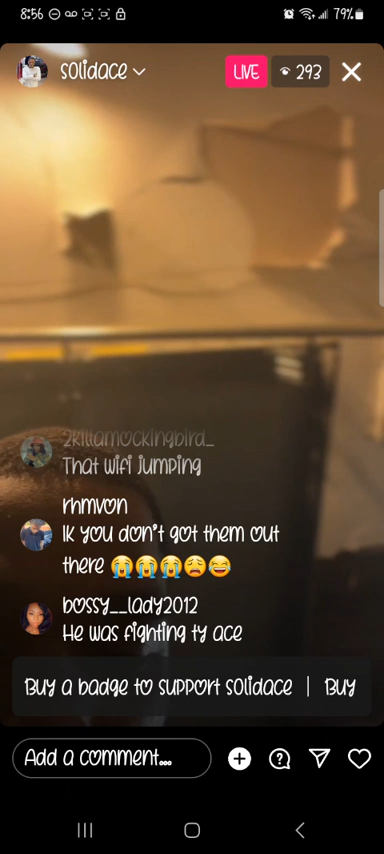 8:56 79%
solidace LIVE 293
2killamockingbird_
That wifi jumping
rhmvon
Ik you don't got them out
there 😭😭😭😩😂
bossy__lady2012
He was fighting ty ace
Buy a badge to support solidace | Buy
Add a comment...